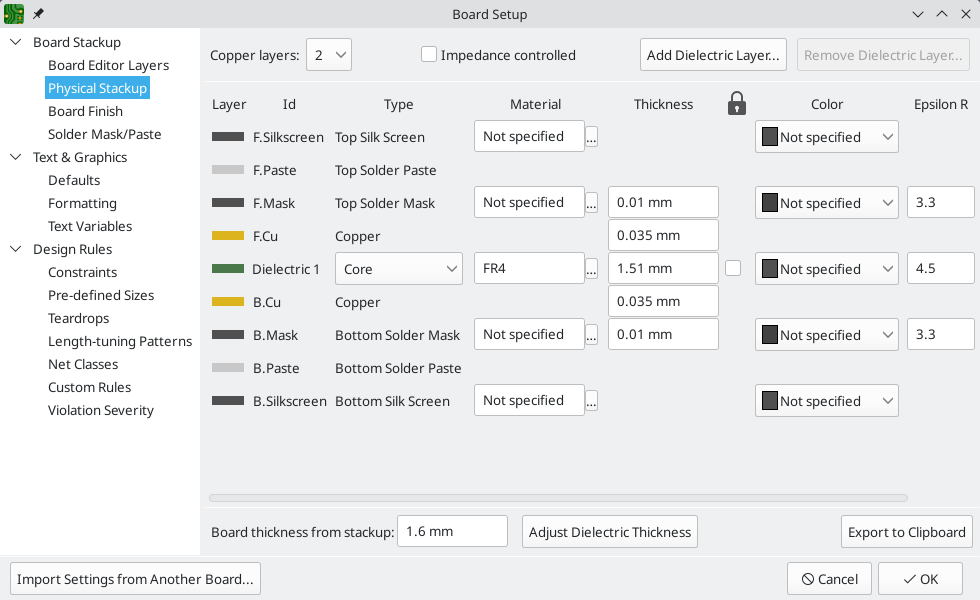 Board Setup
Board Stackup
Board Editor Layers
Physical Stackup
Board Finish
Solder Mask/Paste
Text & Graphics
Defaults
Formatting
Text Variables
Design Rules
Constraints
Pre-defined Sizes
Teardrops
Length-tuning Patterns
Net Classes
Custom Rules
Violation Severity
Copper layers: 2 Impedance controlled Add Dielectric Layer... Remove Dielectric Layer...
Layer Id Type Material Thickness Color Epsilon R
F.Silkscreen Top Silk Screen Not specified ... Not specified
F.Paste Top Solder Paste
F.Mask Top Solder Mask Not specified ... 0.01 mm Not specified 3.3
F.Cu Copper 0.035 mm
Dielectric 1 Core FR4 ... 1.51 mm Not specified 4.5
B.Cu Copper 0.035 mm
B.Mask Bottom Solder Mask Not specified ... 0.01 mm Not specified 3.3
B.Paste Bottom Solder Paste
B.Silkscreen Bottom Silk Screen Not specified ... Not specified
Board thickness from stackup: 1.6 mm Adjust Dielectric Thickness Export to Clipboard
Import Settings from Another Board... Cancel OK